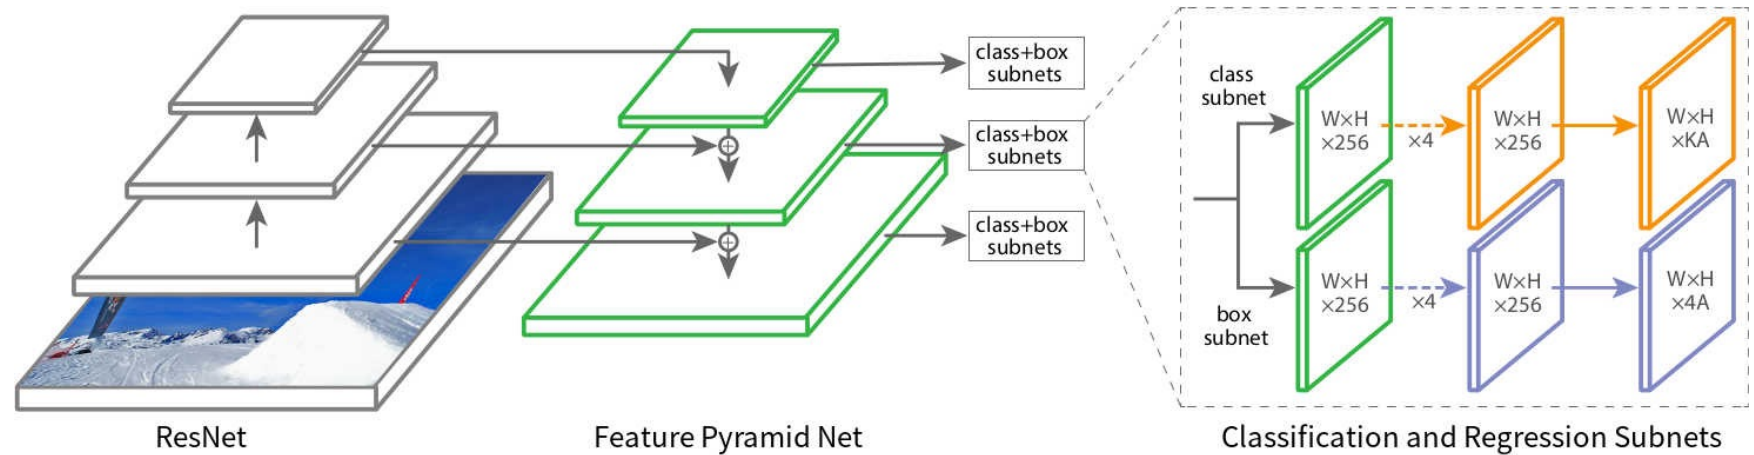 class+box
subnets
class+box
subnets
class+box
subnets
class
subnet
W×H
×256
×4
W×H
×256
W×H
×KA
box
subnet
W×H
×256
×4
W×H
×256
W×H
×4A
ResNet
Feature Pyramid Net
Classification and Regression Subnets